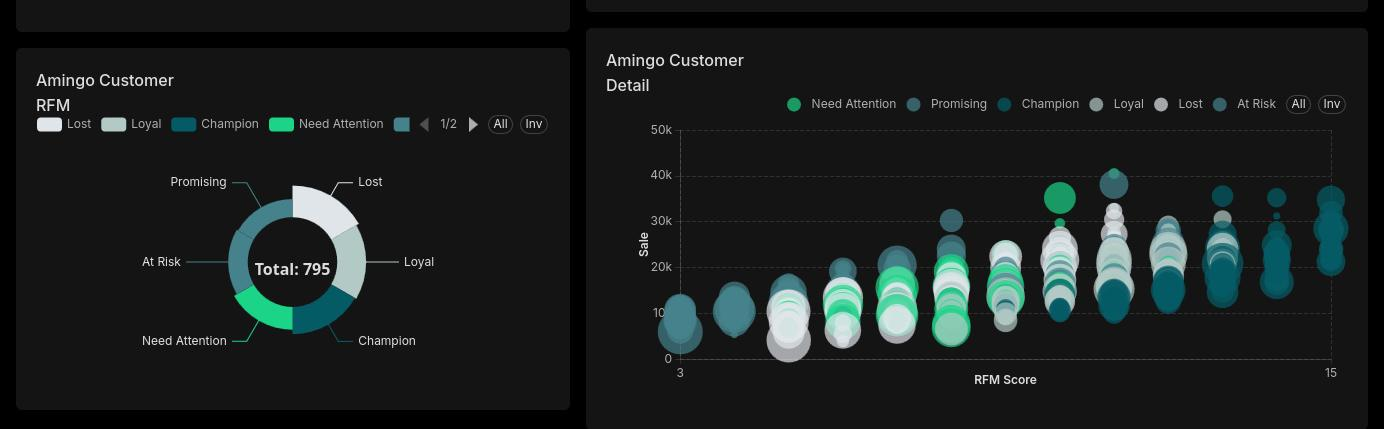 Amingo Customer
RFM
Lost Loyal Champion Need Attention 1/2 All Inv
Promising Lost
At Risk Total: 795 Loyal
Need Attention Champion
Amingo Customer
Detail
Need Attention Promising Champion Loyal Lost At Risk All Inv
50k
40k
30k
Sale
20k
10
0
3 15
RFM Score